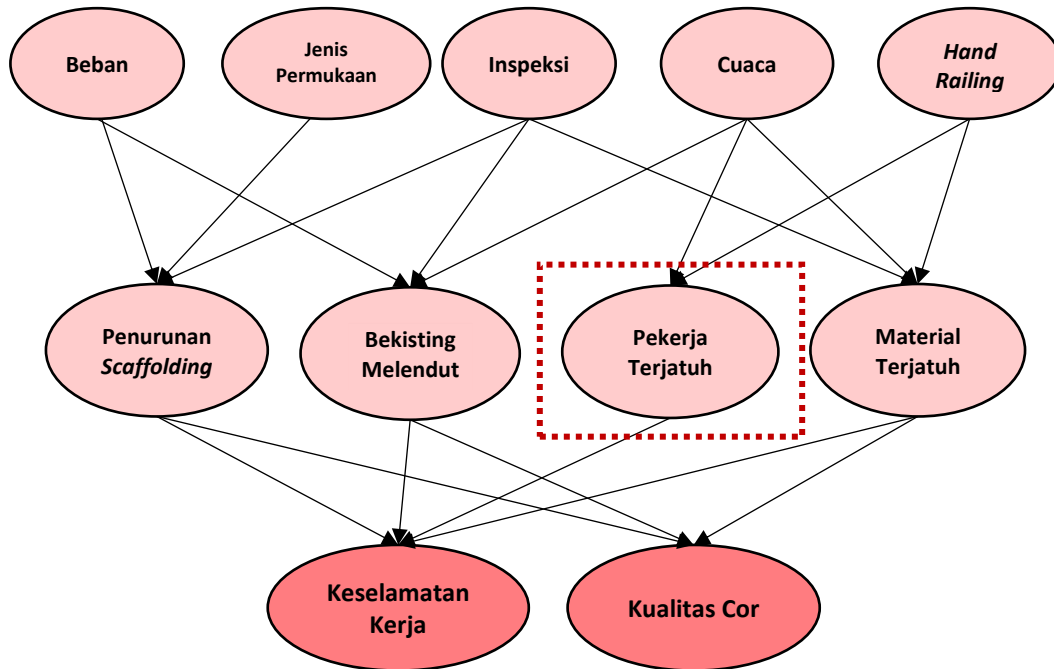 Beban
Jenis
Permukaan
Inspeksi
Cuaca
Hand
Railing
Penurunan
Scaffolding
Bekisting
Melendut
Pekerja
Terjatuh
Material
Terjatuh
Keselamatan
Kerja
Kualitas Cor